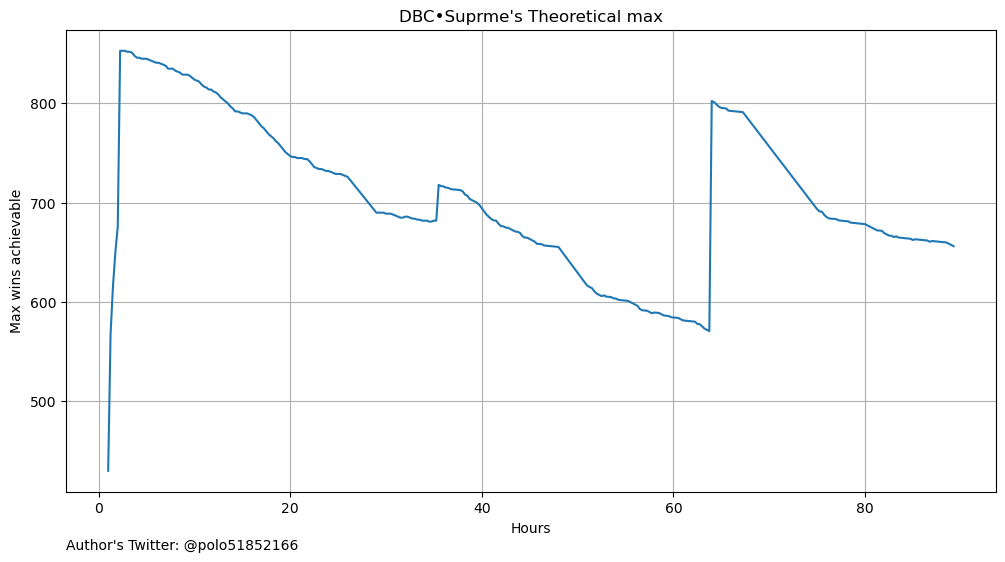 DBC•Suprme's Theoretical max
Max wins achievable
800
700
600
500
0 20 40 60 80
Hours
Author's Twitter: @polo51852166